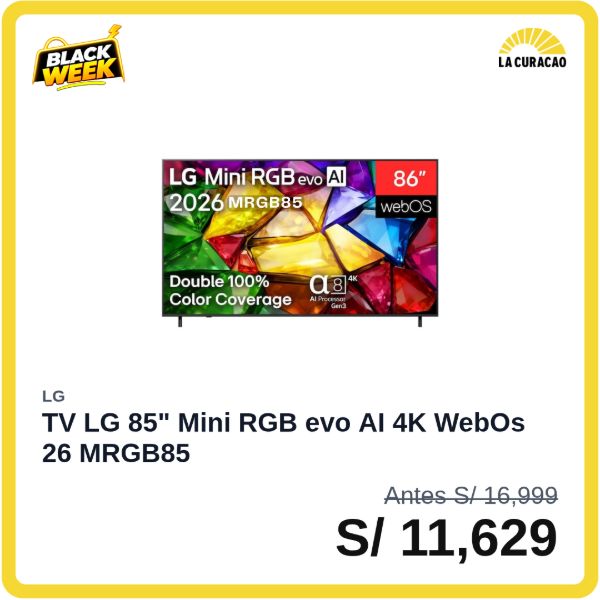 BLACK
WEEK
LA CURACAO
LG Mini RGB evo AI
86"
2026 MRGB85
webOS
Double 100%
Color Coverage
α8 4K
AI Processor
Gen3
LG
TV LG 85" Mini RGB evo AI 4K WebOs
26 MRGB85
Antes S/ 16,999
S/ 11,629